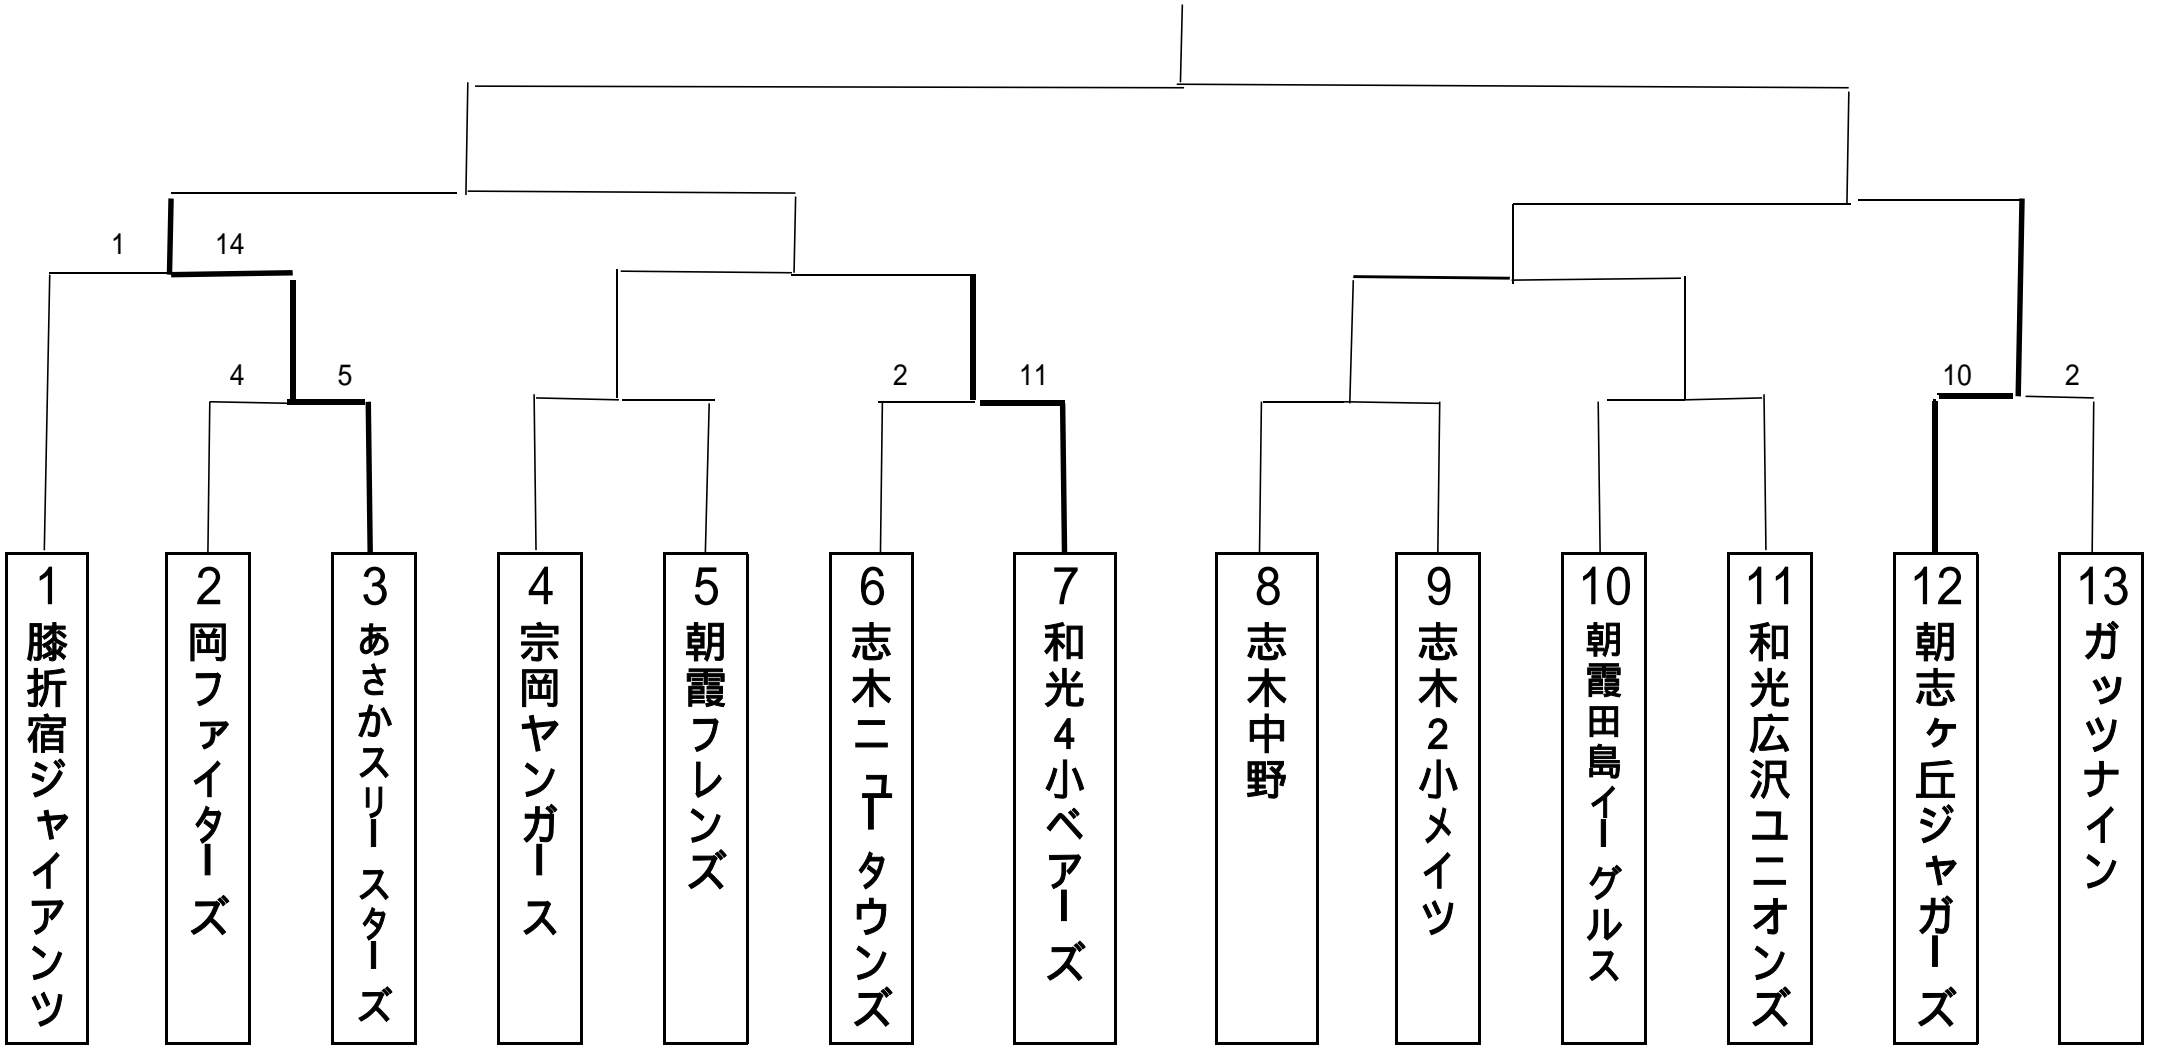 1 14
4 5 2 11 10 2
1 膝折宿ジャイアンツ
2 岡ファイターズ
3 あさかスリースターズ
4 宗岡ヤンガース
5 朝霞フレンズ
6 志木ニュータウンズ
7 和光4小ベアーズ
8 志木中野
9 志木2小メイツ
10 朝霞田島イーグルス
11 和光広沢ユニオンズ
12 朝志ヶ丘ジャガーズ
13 ガッツナイン